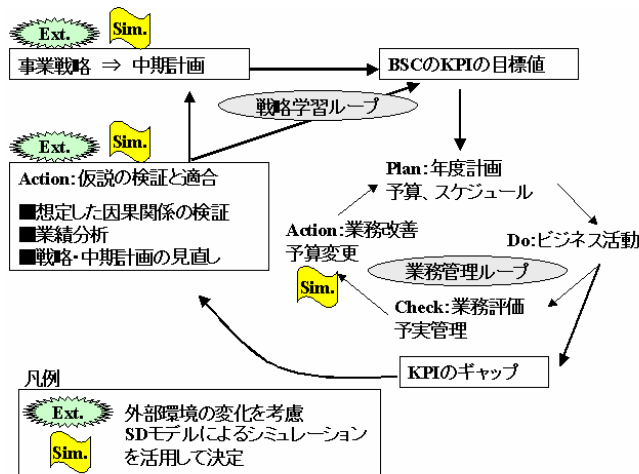 Ext.
Sim.
事業戦略 ⇒ 中期計画
BSCのKPIの目標値
戦略学習ループ
Ext.
Sim.
Action:仮説の検証と適合
■想定した因果関係の検証
■業績分析
■戦略・中期計画の見直し
Plan:年度計画
予算、スケジュール
Action:業務改善
予算変更
Do:ビジネス活動
業務管理ループ
Sim.
Check:業務評価
予実管理
KPIのギャップ
凡例
Ext.
外部環境の変化を考慮
Sim.
SDモデルによるシミュレーション
を活用して決定